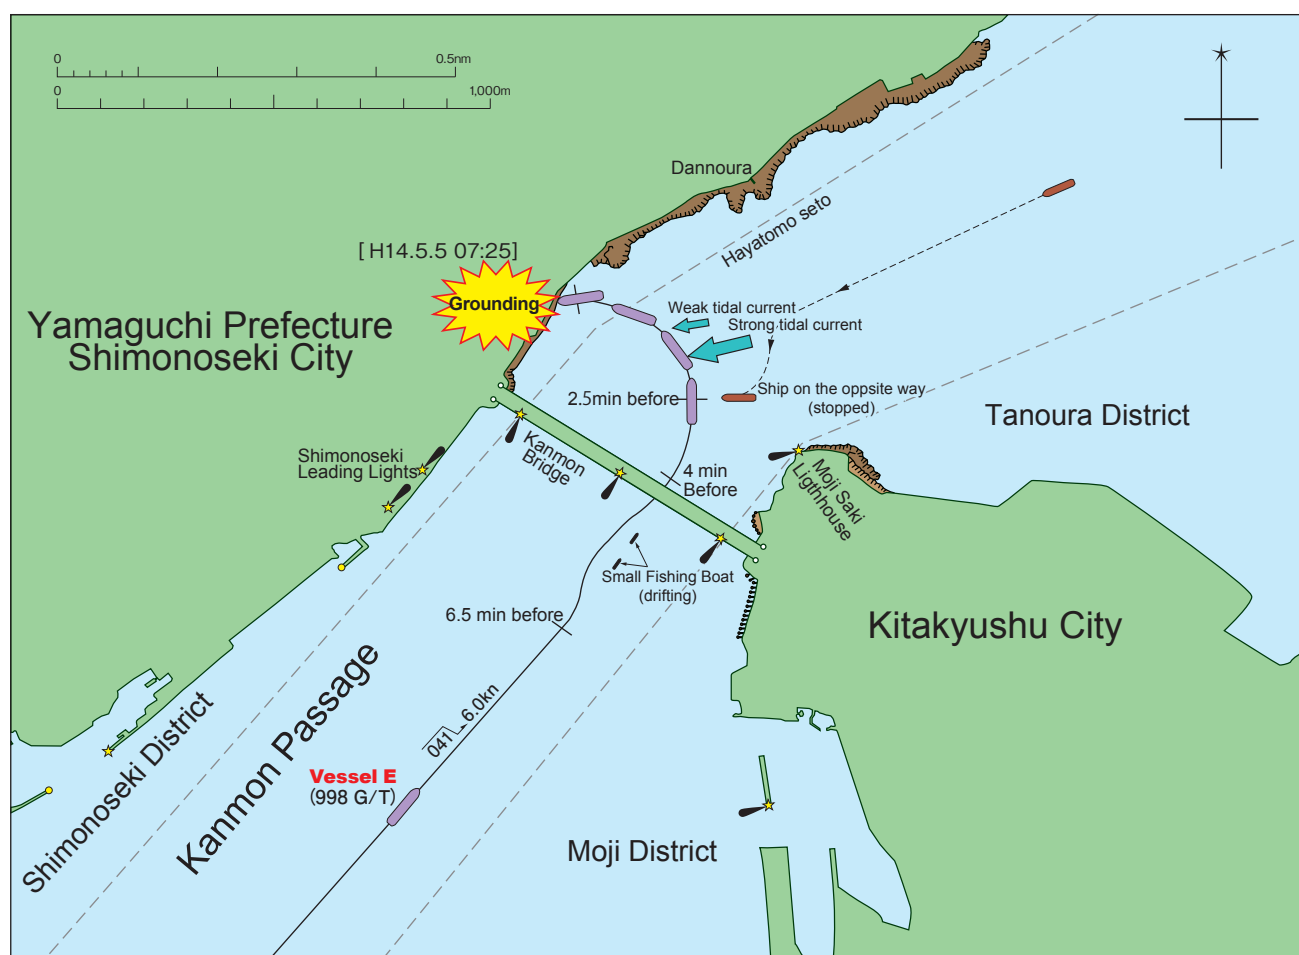 0
0.5nm
0
1,000m
Dannoura
Hayatomo seto
[ H14.5.5 07:25]
Grounding
Weak tidal current
Strong tidal current
Yamaguchi Prefecture
Shimonoseki City
2.5min before
Ship on the oppsite way
(stopped)
Tanoura District
Kanmon
Bridge
Shimonoseki
Leading Lights
4 min
Before
Moji Saki
Ligthhouse
Small Fishing Boat
(drifting)
6.5 min before
Kitakyushu City
041
6.0kn
Vessel E
(998 G/T)
Shimonoseki District
Kanmon Passage
Moji District